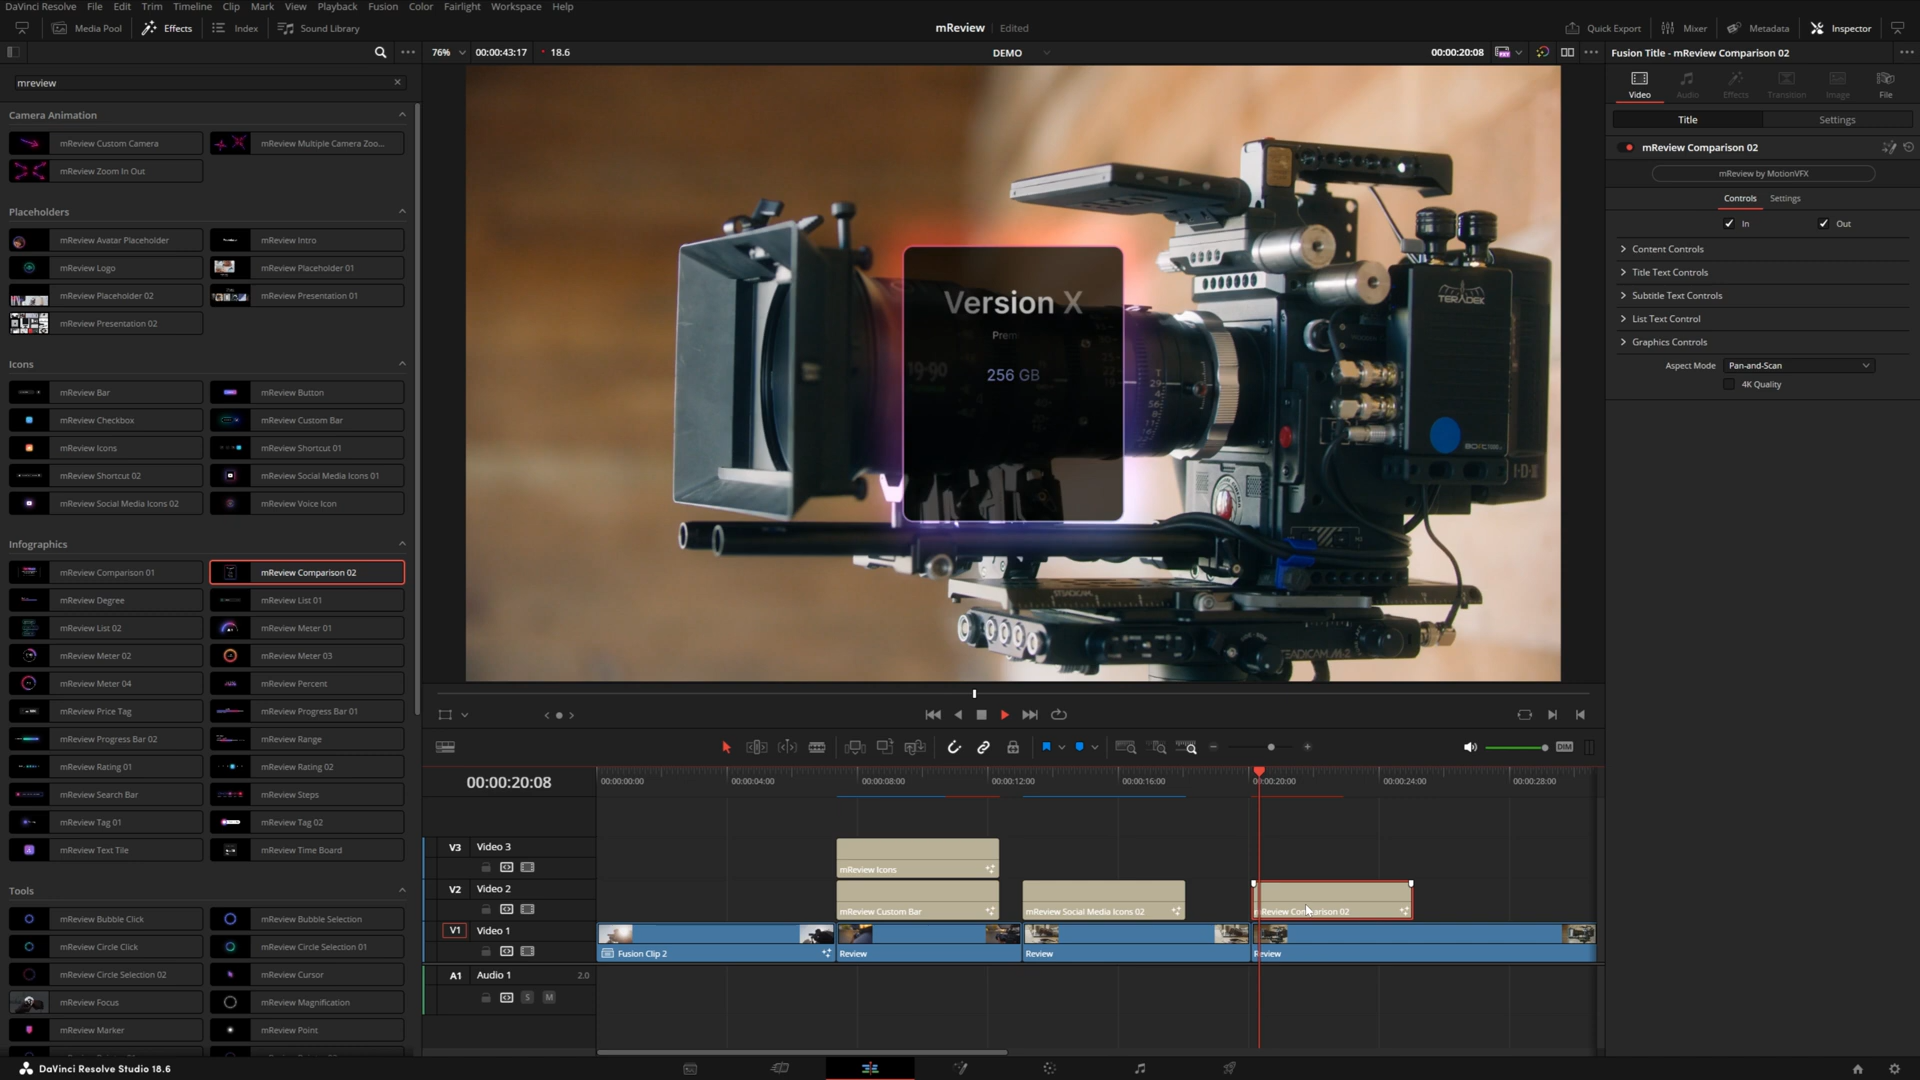 DaVinci Resolve File Edit Trim Timeline Clip Mark View Playback Fusion Color Fairlight Workspace Help
Media Pool Effects Index Sound Library mReview Edited Quick Export Mixer Metadata Inspector
76% 00:00:43:17 18.6 DEMO 00:00:20:08 Fusion Title - mReview Comparison 02
mreview
Video Audio Effects Transition Image File
Title Settings
mReview Comparison 02
mReview by MotionVFX
Controls Settings
In Out
Content Controls
Title Text Controls
Subtitle Text Controls
List Text Control
Graphics Controls
Aspect Mode Pan-and-Scan
4K Quality
Camera Animation
mReview Custom Camera mReview Multiple Camera Zoo...
mReview Zoom In Out
Placeholders
mReview Avatar Placeholder mReview Intro
mReview Logo mReview Placeholder 01
mReview Placeholder 02 mReview Presentation 01
mReview Presentation 02
Icons
mReview Bar mReview Button
mReview Checkbox mReview Custom Bar
mReview Icons mReview Shortcut 01
mReview Shortcut 02 mReview Social Media Icons 01
mReview Social Media Icons 02 mReview Voice Icon
Infographics
mReview Comparison 01 mReview Comparison 02
mReview Degree mReview List 01
mReview List 02 mReview Meter 01
mReview Meter 02 mReview Meter 03
mReview Meter 04 mReview Percent
mReview Price Tag mReview Progress Bar 01
mReview Progress Bar 02 mReview Range
mReview Rating 01 mReview Rating 02
mReview Search Bar mReview Steps
mReview Tag 01 mReview Tag 02
mReview Text Tile mReview Time Board
Tools
mReview Bubble Click mReview Bubble Selection
mReview Circle Click mReview Circle Selection 01
mReview Circle Selection 02 mReview Cursor
mReview Focus mReview Magnification
mReview Marker mReview Point
Version X
Prem
256 GB
19-90
TERADEK
STEADICAM
STEADICAM M-2
DIM
00:00:20:08
00:00:00:00 00:00:04:00 00:00:08:00 00:00:12:00 00:00:16:00 00:00:20:00 00:00:24:00 00:00:28:00
V3 Video 3
mReview Icons
V2 Video 2
mReview Custom Bar mReview Social Media Icons 02 mReview Comparison 02
V1 Video 1
Fusion Clip 2 Review Review Review
A1 Audio 1 2.0
S M
DaVinci Resolve Studio 18.6